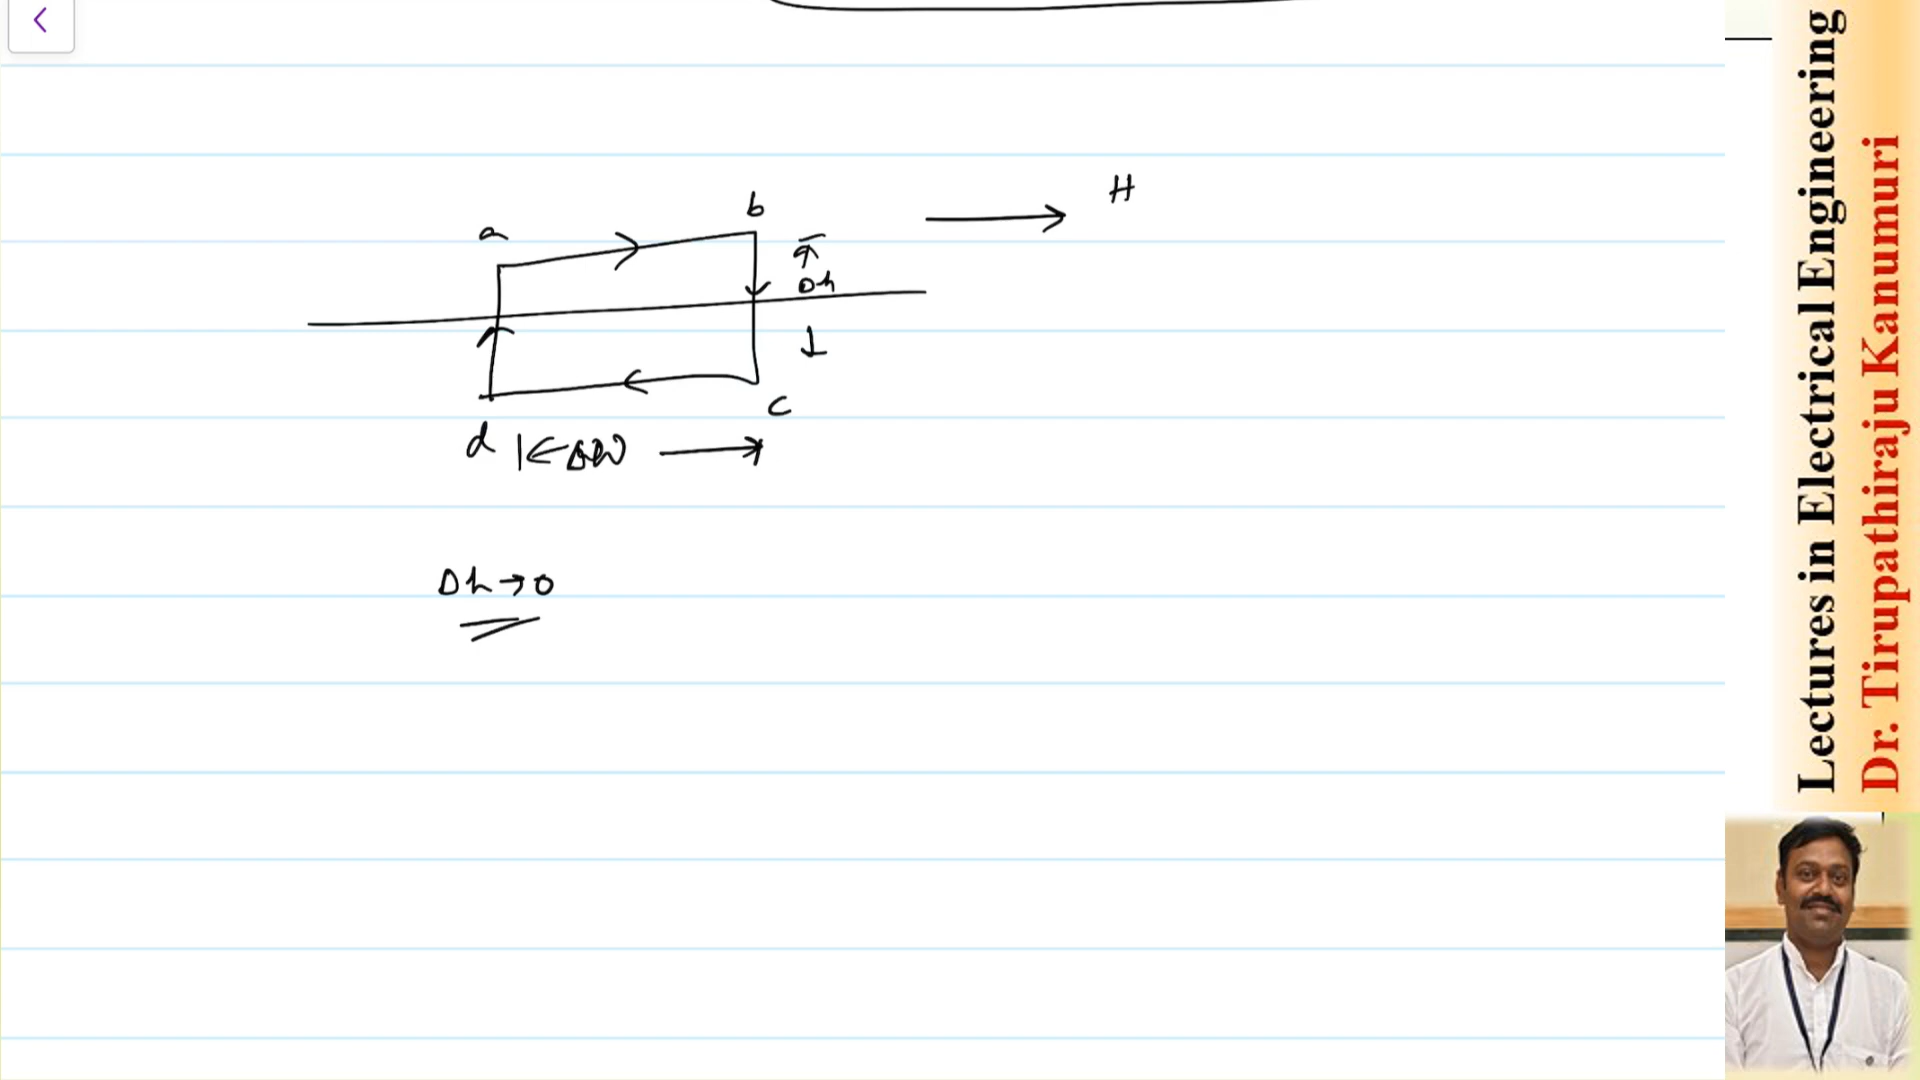 H
b
a
Δh
c
d
ΔW
Δh → 0
Lectures in Electrical Engineering
Dr. Tirupathiraju Kanumuri